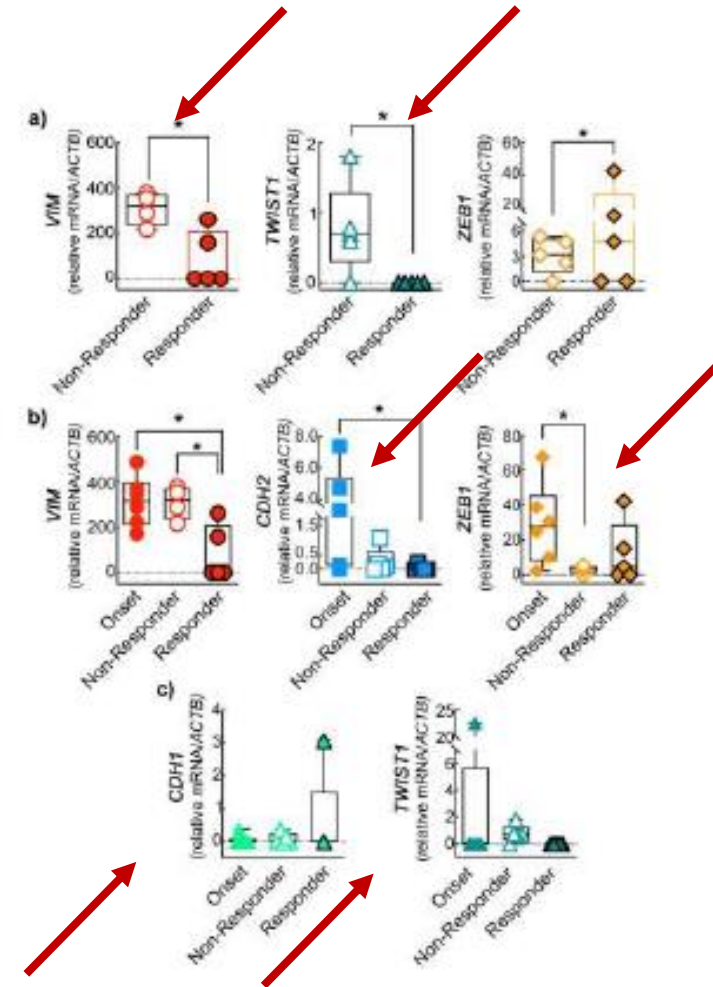 a)
VIM
(relative mRNA/ACTB)
600
400
200
0
*
Non-Responder
Responder
TWIST1
(relative mRNA/ACTB)
2
1
0
*
Non-Responder
Responder
ZEB1
(relative mRNA/ACTB)
60
40
20
6
3
0
*
Non-Responder
Responder
b)
VIM
(relative mRNA/ACTB)
600
400
200
0
*
*
Onset
Non-Responder
Responder
CDH2
(relative mRNA/ACTB)
8.0
6.0
4.0
1.5
0.5
0.0
*
Onset
Non-Responder
Responder
ZEB1
(relative mRNA/ACTB)
80
60
40
20
0
*
Onset
Non-Responder
Responder
c)
CDH1
(relative mRNA/ACTB)
4
3
2
1
0
Onset
Non-Responder
Responder
TWIST1
(relative mRNA/ACTB)
25
20
6
4
2
0
Onset
Non-Responder
Responder